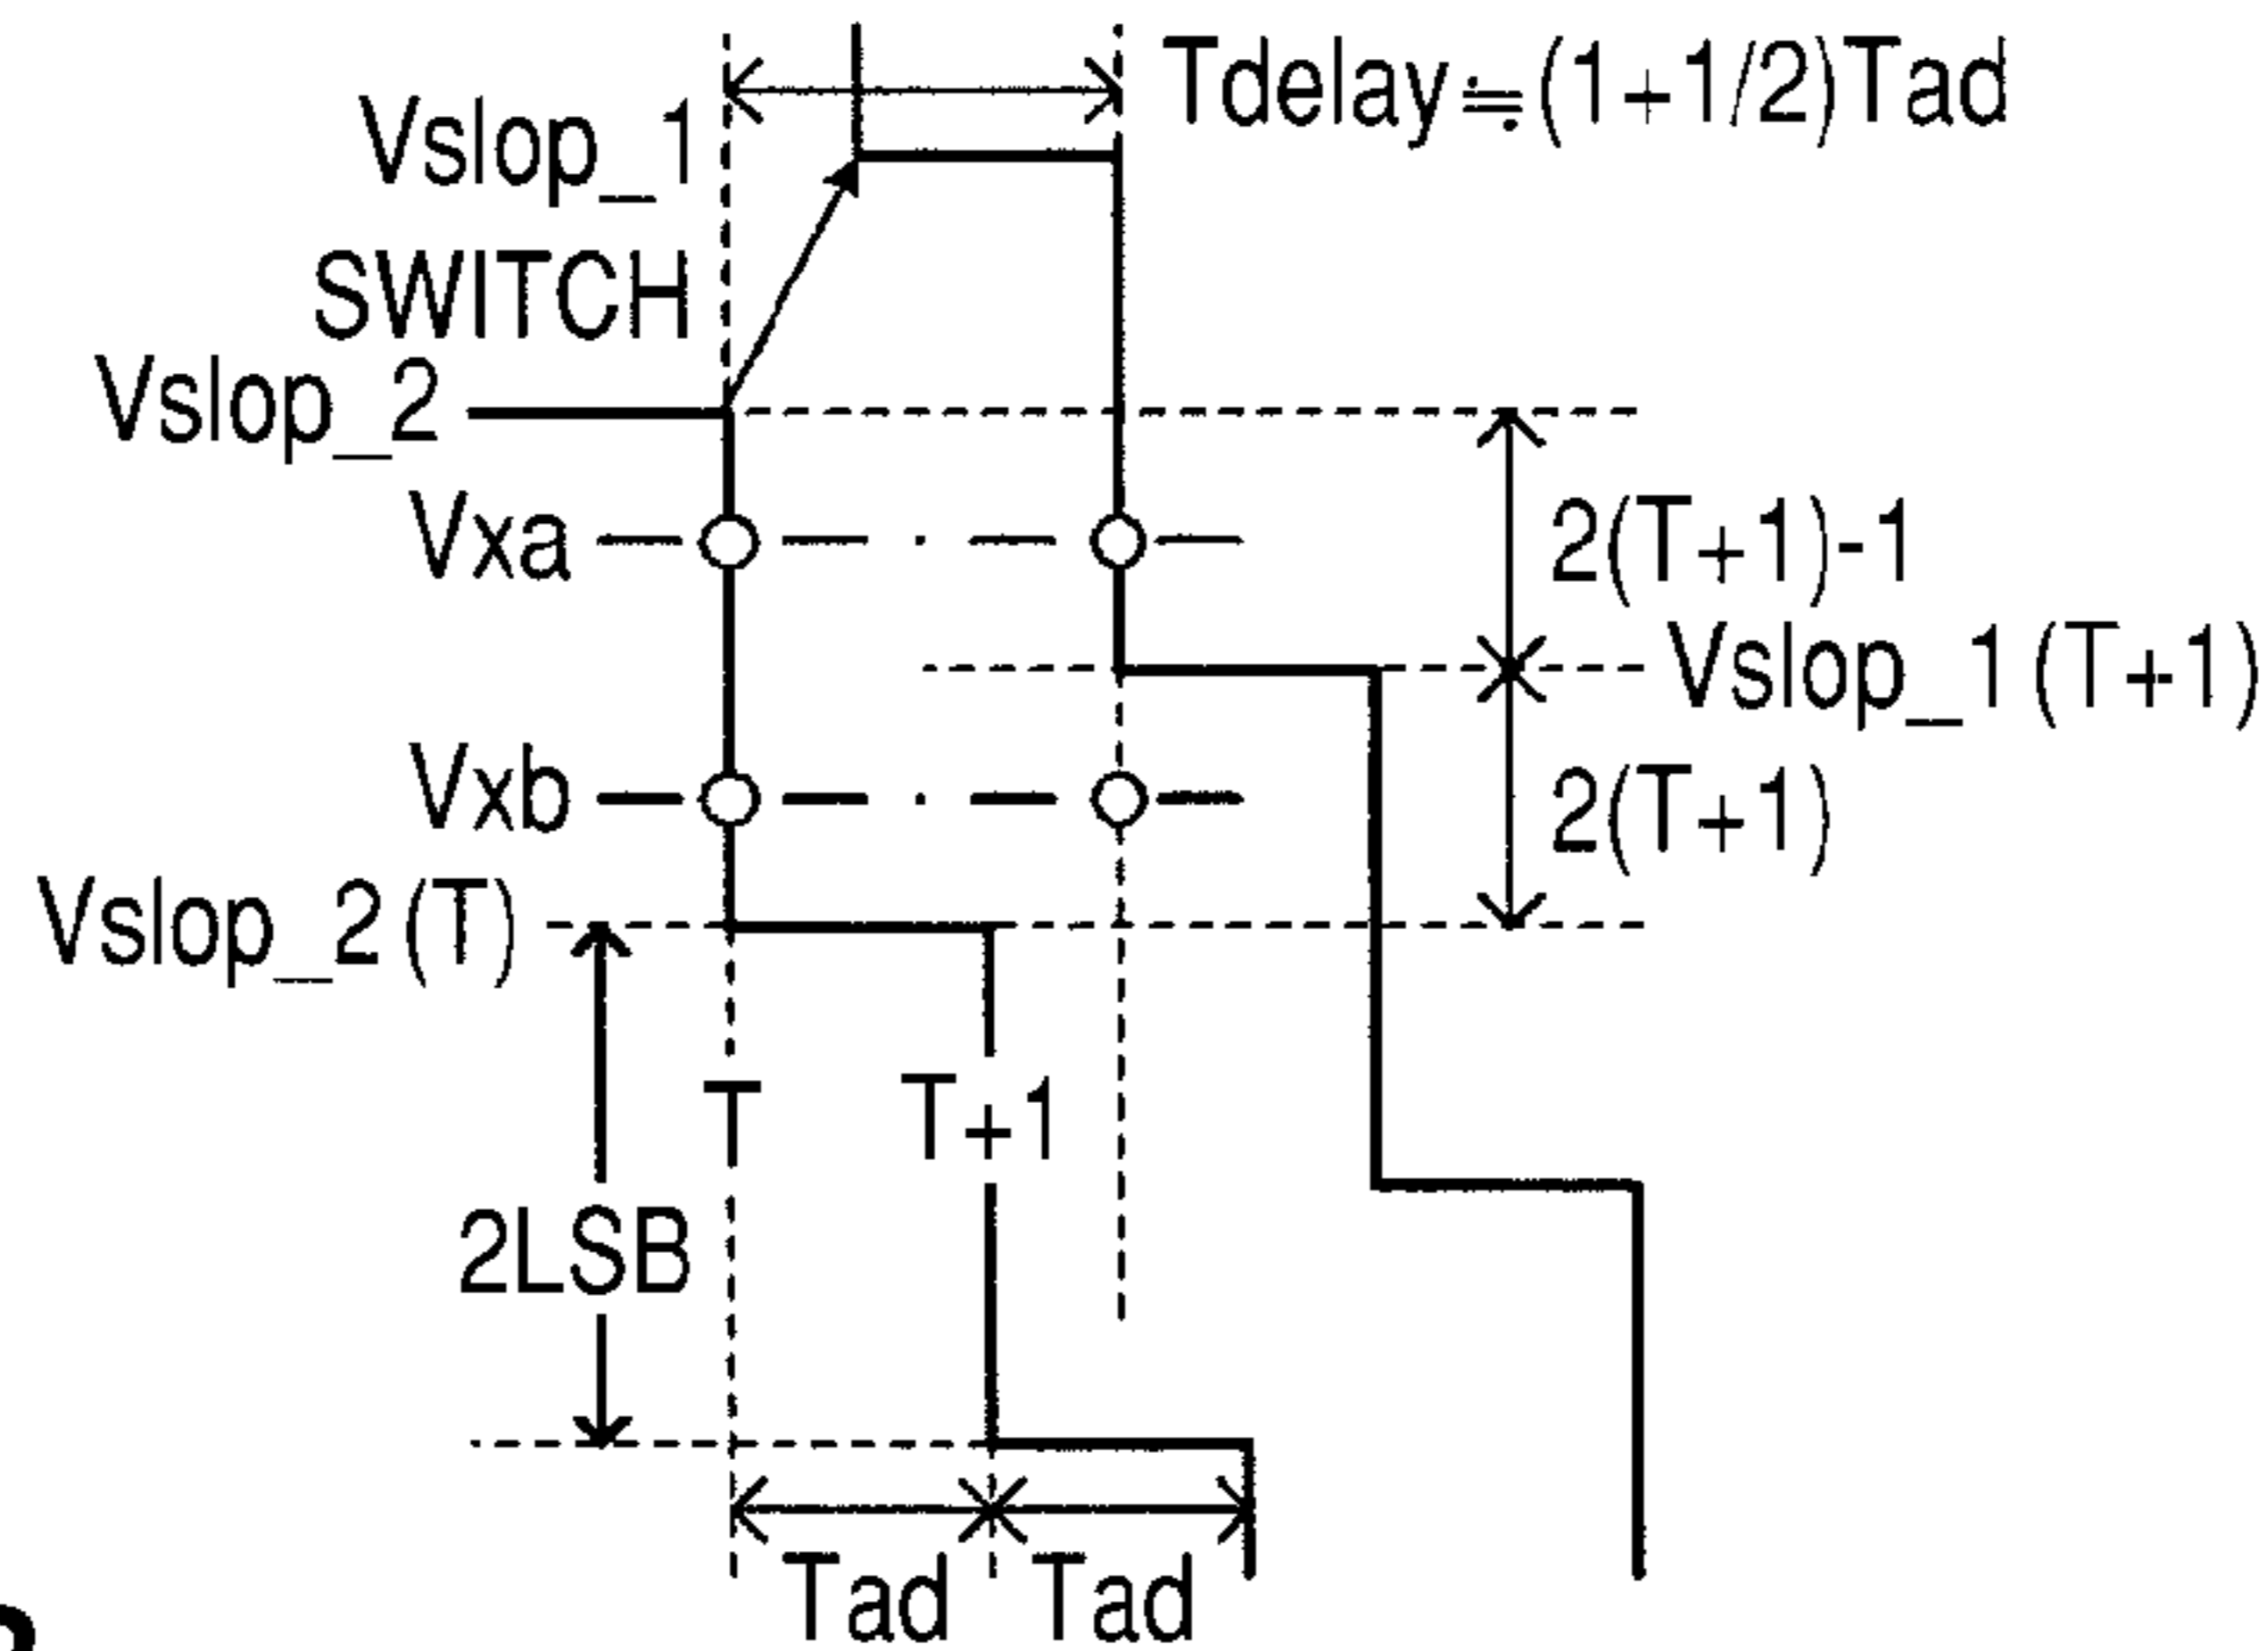 Tdelay≒(1+1/2)Tad
Vslop_1
SWITCH
Vslop_2
Vxa
2(T+1)-1
Vslop_1 (T+1)
Vxb
2(T+1)
Vslop_2 (T)
T
T+1
2LSB
Tad
Tad